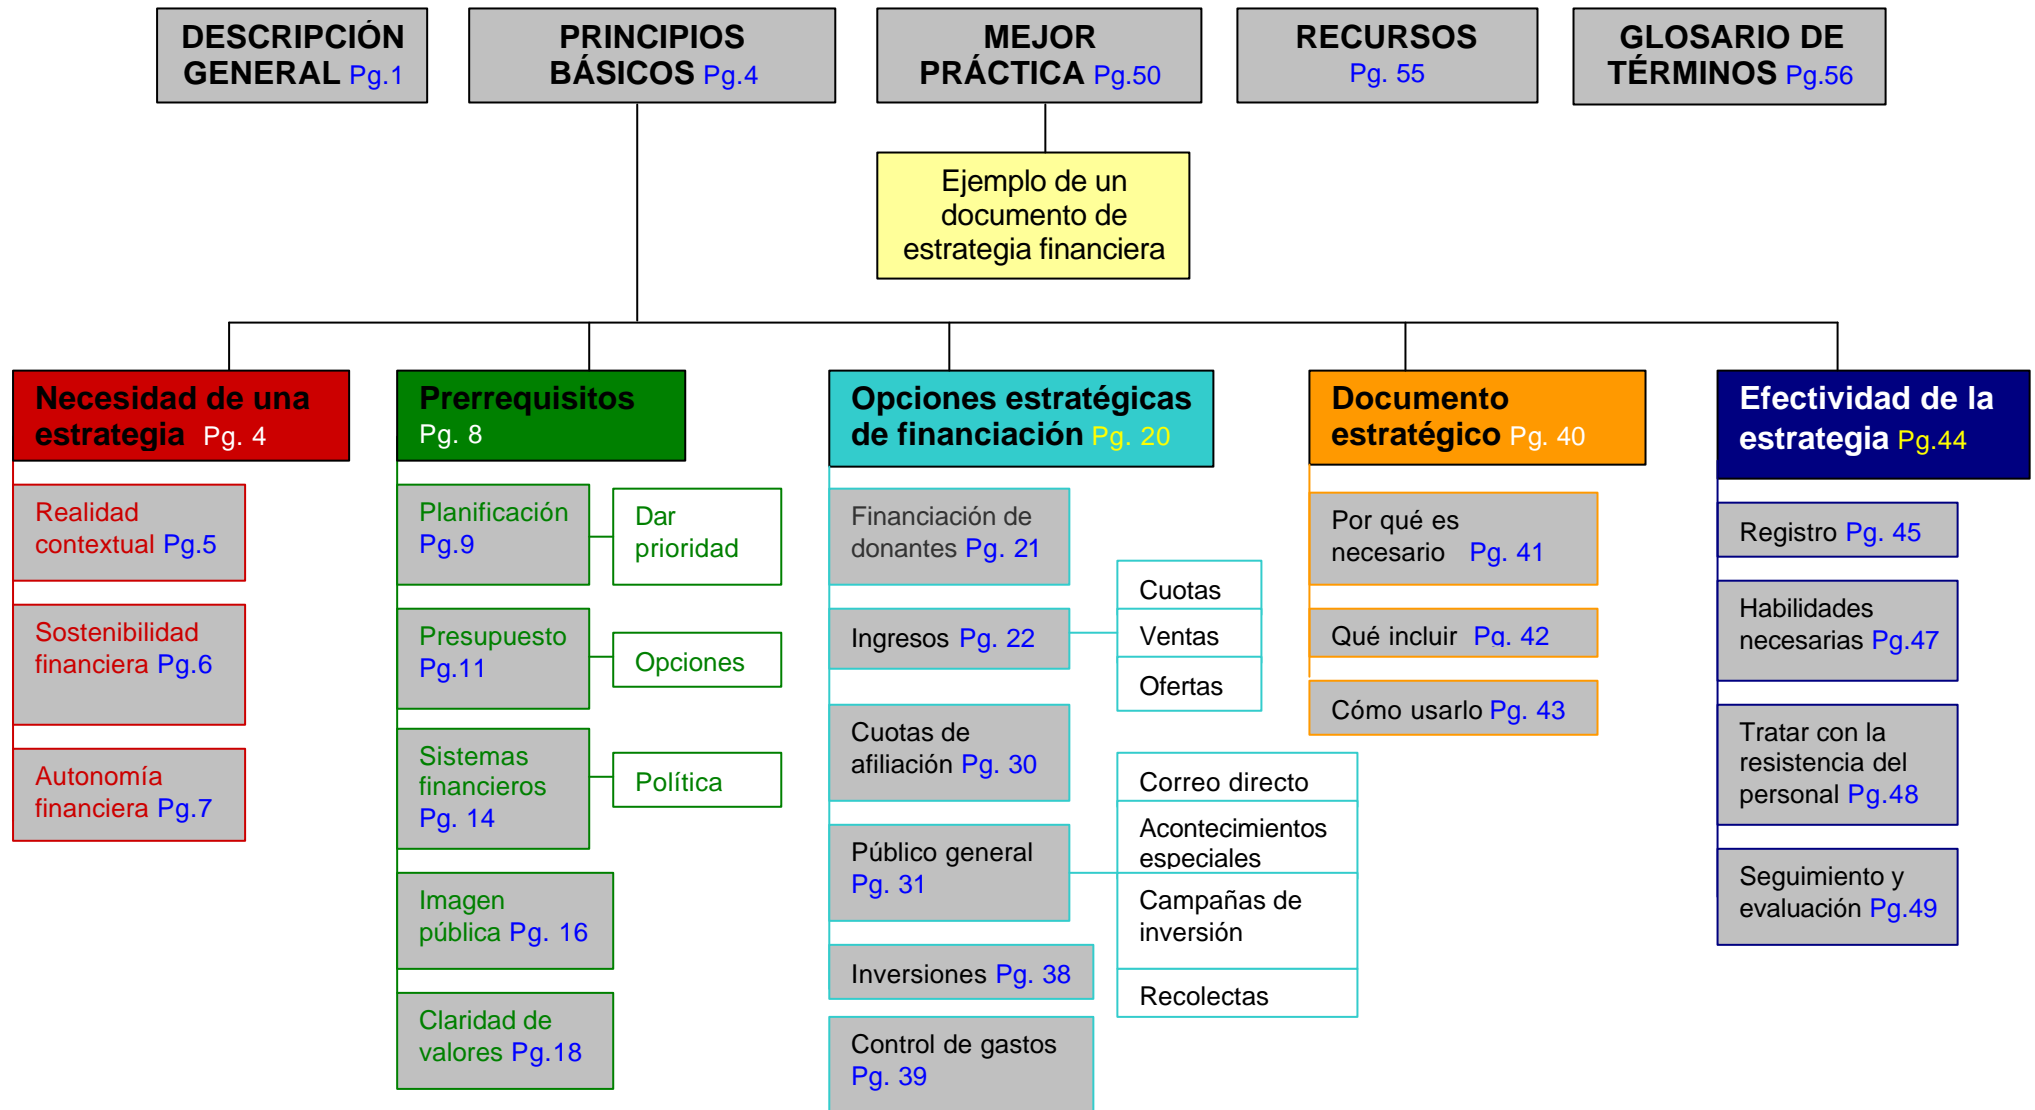 DESCRIPCIÓN
GENERAL Pg.1
PRINCIPIOS
BÁSICOS Pg.4
MEJOR
PRÁCTICA Pg.50
RECURSOS
Pg. 55
GLOSARIO DE
TÉRMINOS Pg.56
Ejemplo de un
documento de
estrategia financiera
Necesidad de una
estrategia Pg. 4
Realidad
contextual Pg.5
Sostenibilidad
financiera Pg.6
Autonomía
financiera Pg.7
Prerrequisitos
Pg. 8
Planificación
Pg.9
Dar
prioridad
Presupuesto
Pg.11
Opciones
Sistemas
financieros
Pg. 14
Política
Imagen
pública Pg. 16
Claridad de
valores Pg.18
Opciones estratégicas
de financiación Pg. 20
Financiación de
donantes Pg. 21
Ingresos Pg. 22
Cuotas
Ventas
Ofertas
Cuotas de
afiliación Pg. 30
Público general
Pg. 31
Correo directo
Acontecimientos
especiales
Campañas de
inversión
Recolectas
Inversiones Pg. 38
Control de gastos
Pg. 39
Documento
estratégico Pg. 40
Por qué es
necesario Pg. 41
Qué incluir Pg. 42
Cómo usarlo Pg. 43
Efectividad de la
estrategia Pg.44
Registro Pg. 45
Habilidades
necesarias Pg.47
Tratar con la
resistencia del
personal Pg.48
Seguimiento y
evaluación Pg.49